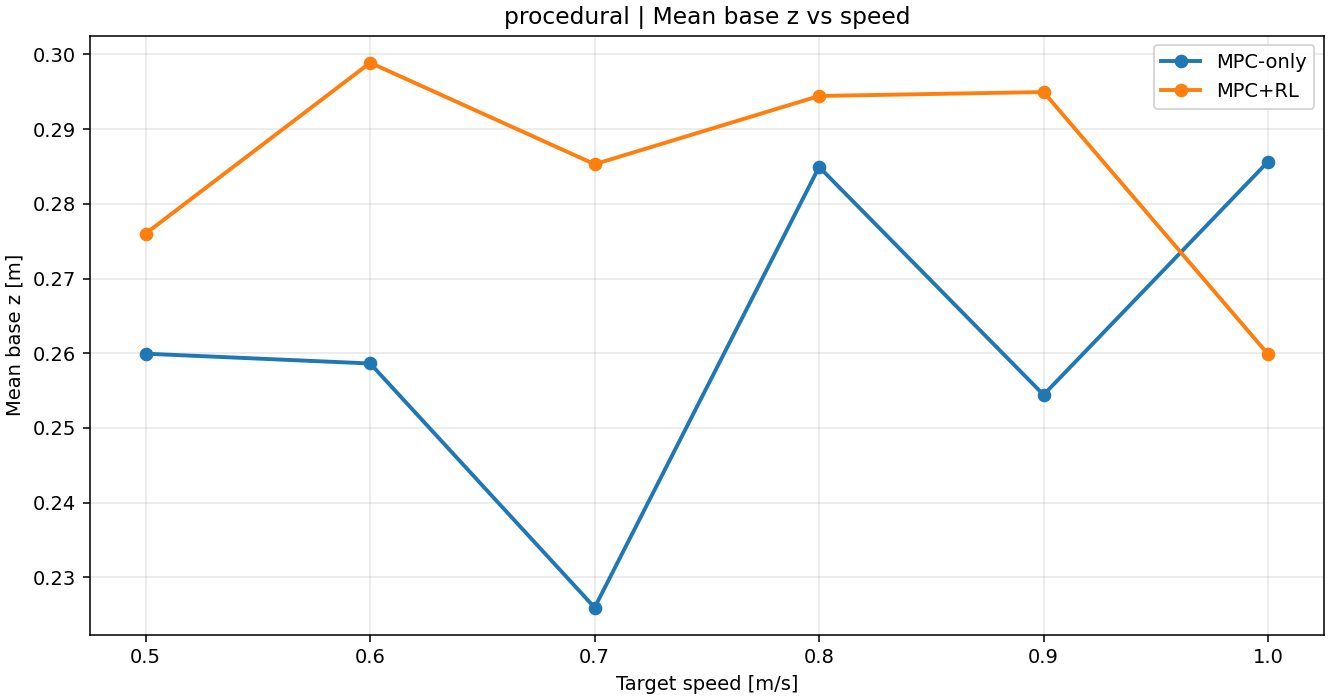 procedural | Mean base z vs speed
MPC-only
MPC+RL
0.30
0.29
0.28
0.27
0.26
0.25
0.24
0.23
Mean base z [m]
0.5 0.6 0.7 0.8 0.9 1.0
Target speed [m/s]